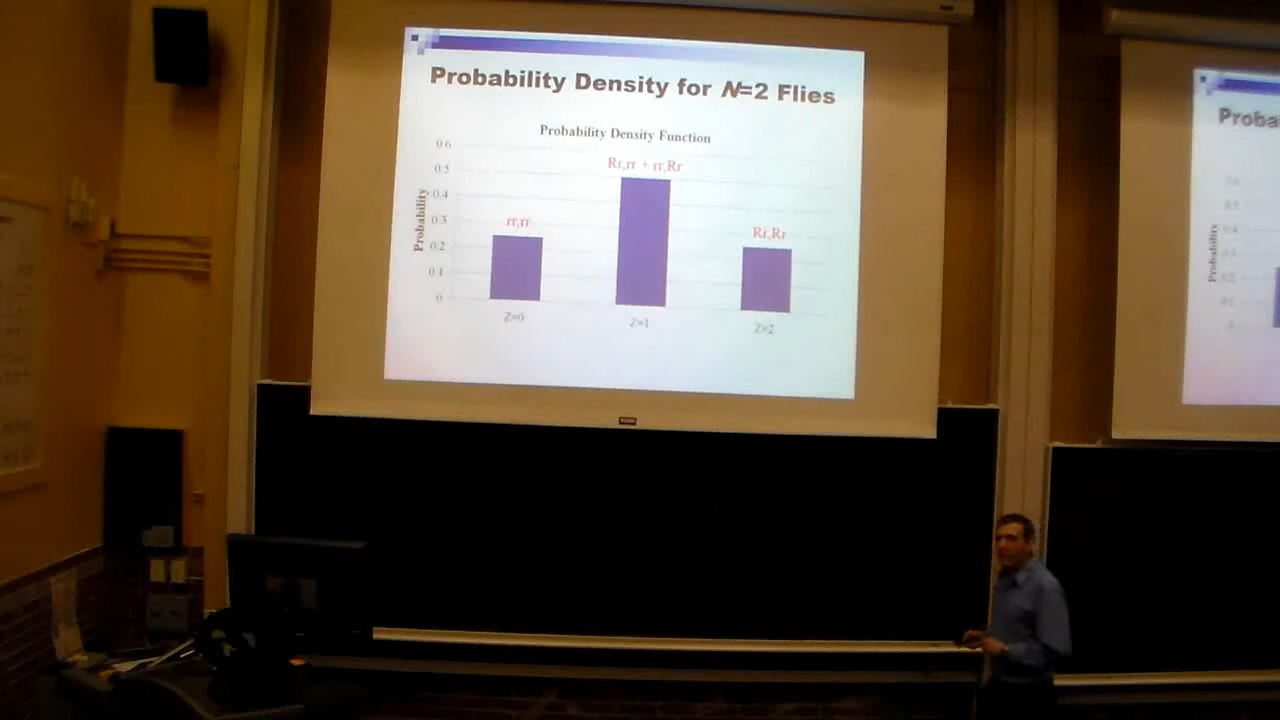 Probability Density for N=2 Flies
Probability Density Function
0.6
0.5
0.4
0.3
0.2
0.1
0
Probability
rr,rr
Rr,rr + rr,Rr
Rr,Rr
Z=0
Z=1
Z=2
Proba
Probability